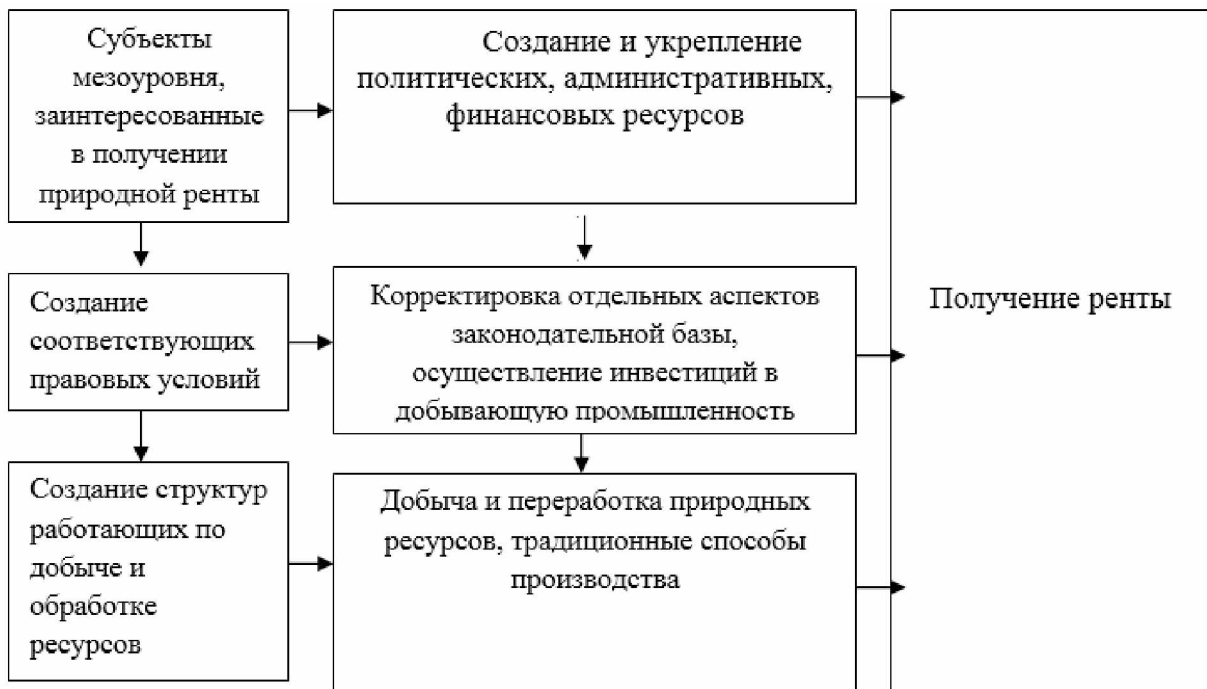 Субъекты
мезоуровня,
заинтересованные
в получении
природной ренты
Создание и укрепление
политических, административных,
финансовых ресурсов
Создание
соответствующих
правовых условий
Корректировка отдельных аспектов
законодательной базы,
осуществление инвестиций в
добывающую промышленность
Создание структур
работающих по
добыче и
обработке
ресурсов
Добыча и переработка природных
ресурсов, традиционные способы
производства
Получение ренты